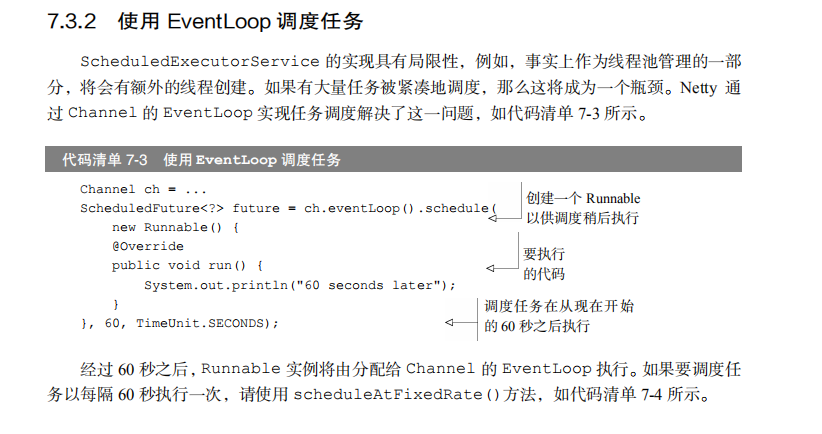 7.3.2 使用 EventLoop 调度任务
ScheduledExecutorService 的实现具有局限性，例如，事实上作为线程池管理的一部
分，将会有额外的线程创建。如果有大量任务被紧凑地调度，那么这将成为一个瓶颈。Netty 通
过 Channel 的 EventLoop 实现任务调度解决了这一问题，如代码清单 7-3 所示。
代码清单 7-3 使用 EventLoop 调度任务
Channel ch = ...
ScheduledFuture<?> future = ch.eventLoop().schedule(
    new Runnable() {
    @Override
    public void run() {
        System.out.println("60 seconds later");
    }
}, 60, TimeUnit.SECONDS);
创建一个 Runnable
以供调度稍后执行
要执行
的代码
调度任务在从现在开始
的 60 秒之后执行
经过 60 秒之后，Runnable 实例将由分配给 Channel 的 EventLoop 执行。如果要调度任
务以每隔 60 秒执行一次，请使用 scheduleAtFixedRate()方法，如代码清单 7-4 所示。